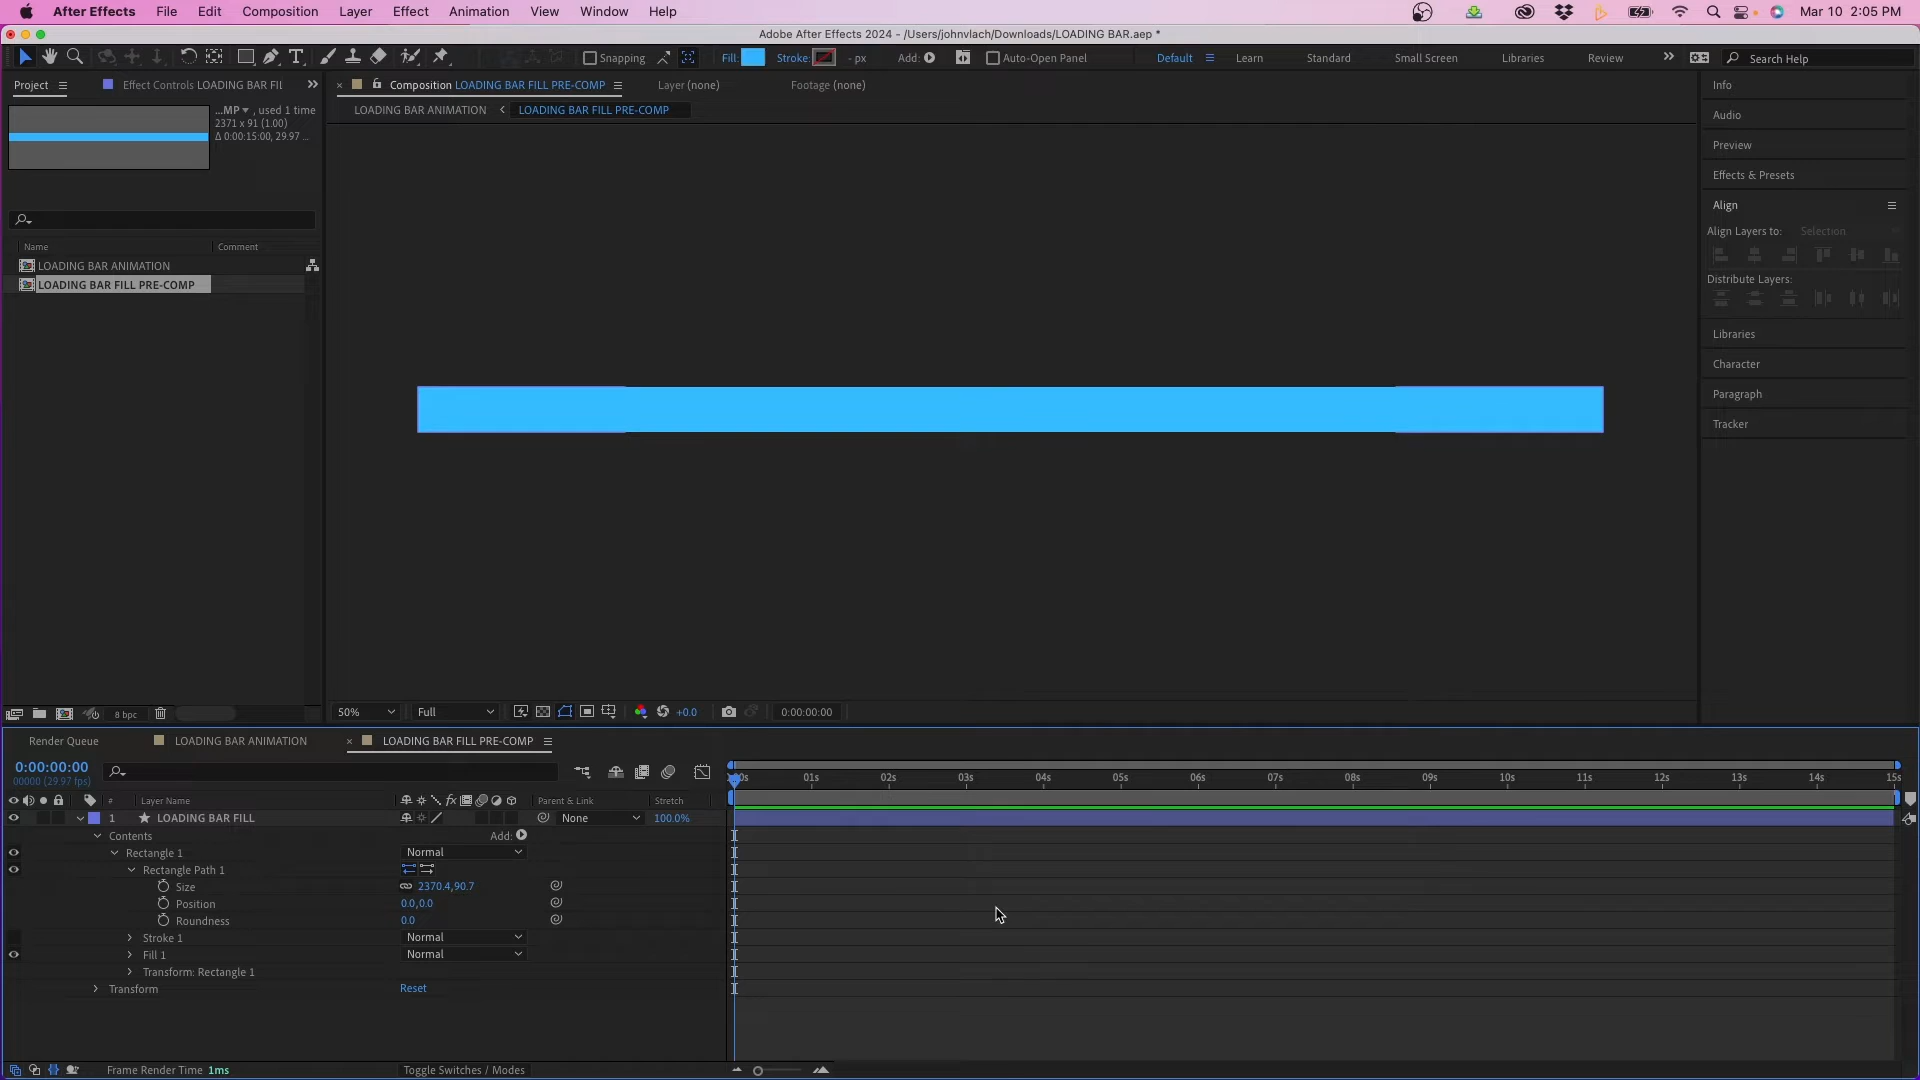 After Effects File Edit Composition Layer Effect Animation View Window Help Mar 10 2:05 PM
Adobe After Effects 2024 - /Users/johnvlach/Downloads/LOADING BAR.aep *
Snapping Fill: Stroke: - px Add: Auto-Open Panel Default Learn Standard Small Screen Libraries Review Search Help
Project Effect Controls LOADING BAR FIL Composition LOADING BAR FILL PRE-COMP Layer (none) Footage (none) Info
...MP , used 1 time
2371 x 91 (1.00)
Δ 0:00:15:00, 29.97 ...
LOADING BAR ANIMATION LOADING BAR FILL PRE-COMP
Audio
Preview
Effects & Presets
Align
Align Layers to: Selection
Distribute Layers:
Libraries
Character
Paragraph
Tracker
Name Comment
LOADING BAR ANIMATION
LOADING BAR FILL PRE-COMP
8 bpc 50% Full +0.0 0:00:00:00
Render Queue LOADING BAR ANIMATION LOADING BAR FILL PRE-COMP
0:00:00:00
00000 (29.97 fps)
01s 02s 03s 04s 05s 06s 07s 08s 09s 10s 11s 12s 13s 14s 15s
# Layer Name Parent & Link Stretch
1 LOADING BAR FILL None 100.0%
Contents Add:
Rectangle 1 Normal
Rectangle Path 1
Size 2370.4,90.7
Position 0.0,0.0
Roundness 0.0
Stroke 1 Normal
Fill 1 Normal
Transform: Rectangle 1
Transform Reset
Frame Render Time 1ms Toggle Switches / Modes